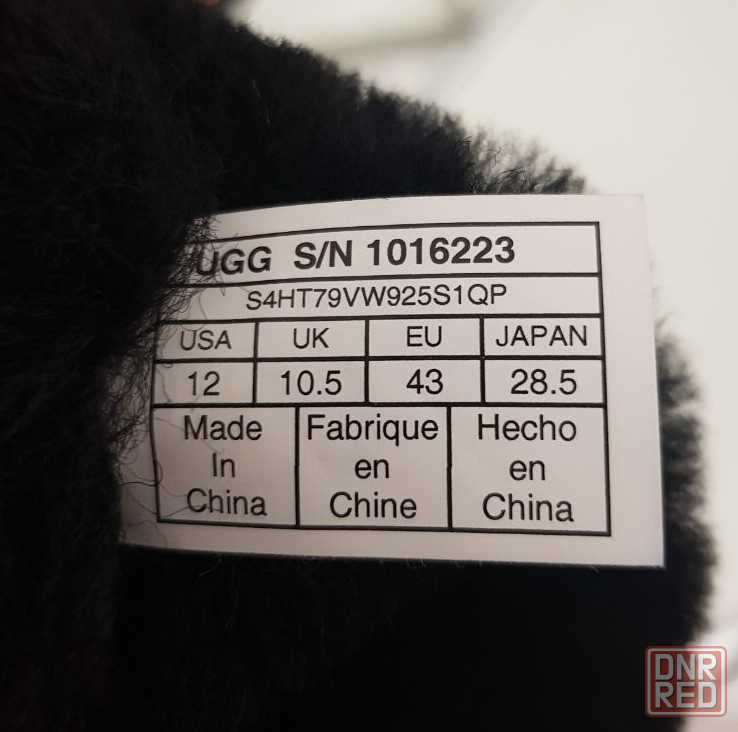 UGG S/N 1016223
S4HT79VW925S1QP
USA UK EU JAPAN
12 10.5 43 28.5
Made Fabrique Hecho
In en en
China Chine China
DNR
RED